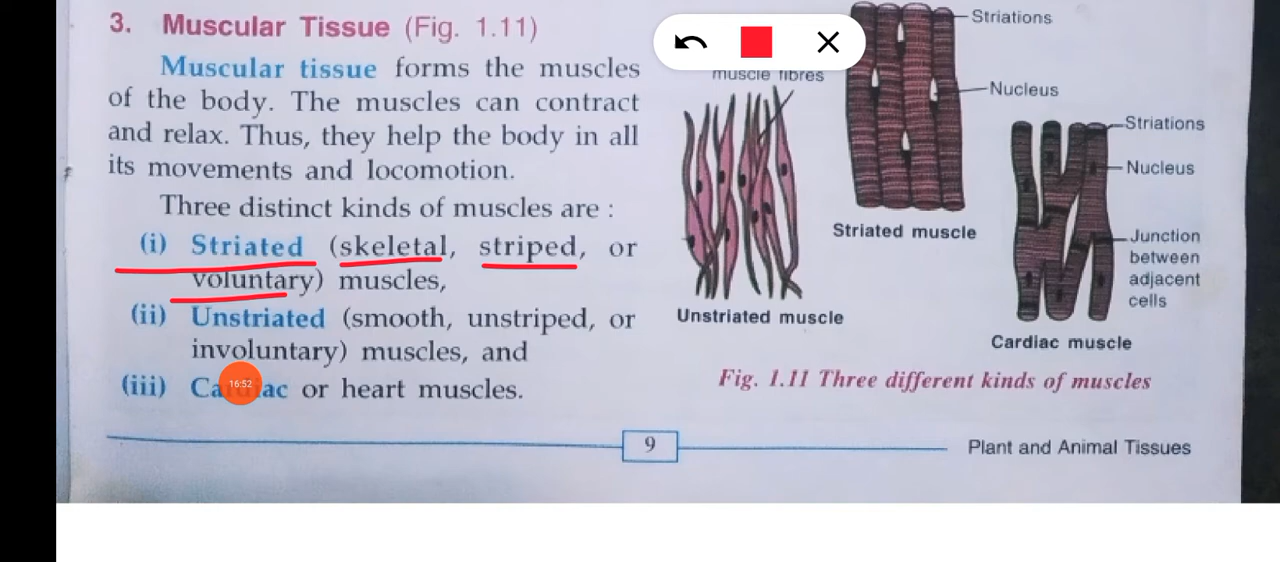 3. Muscular Tissue (Fig. 1.11)
Muscular tissue forms the muscles
of the body. The muscles can contract
and relax. Thus, they help the body in all
its movements and locomotion.
Three distinct kinds of muscles are :
(i) Striated (skeletal, striped, or
voluntary) muscles,
(ii) Unstriated (smooth, unstriped, or
involuntary) muscles, and
(iii) Cardiac or heart muscles.
16:52
muscle fibres
Unstriated muscle
Striations
Nucleus
Striated muscle
Striations
Nucleus
Junction
between
adjacent
cells
Cardiac muscle
Fig. 1.11 Three different kinds of muscles
9
Plant and Animal Tissues